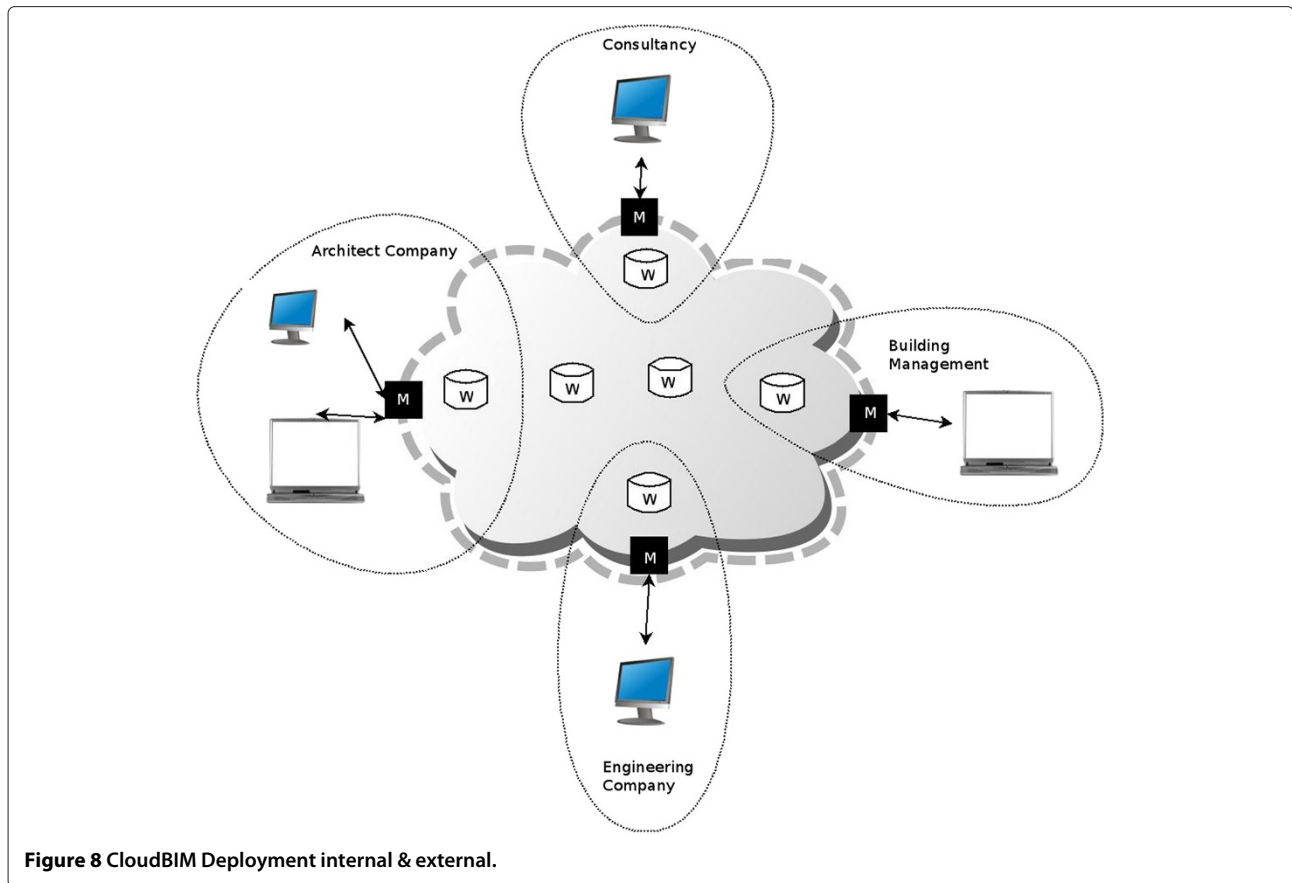 Consultancy
M
W
Architect Company
M
W
W
W
W
M
Building
Management
W
M
Engineering
Company
Figure 8 CloudBIM Deployment internal & external.